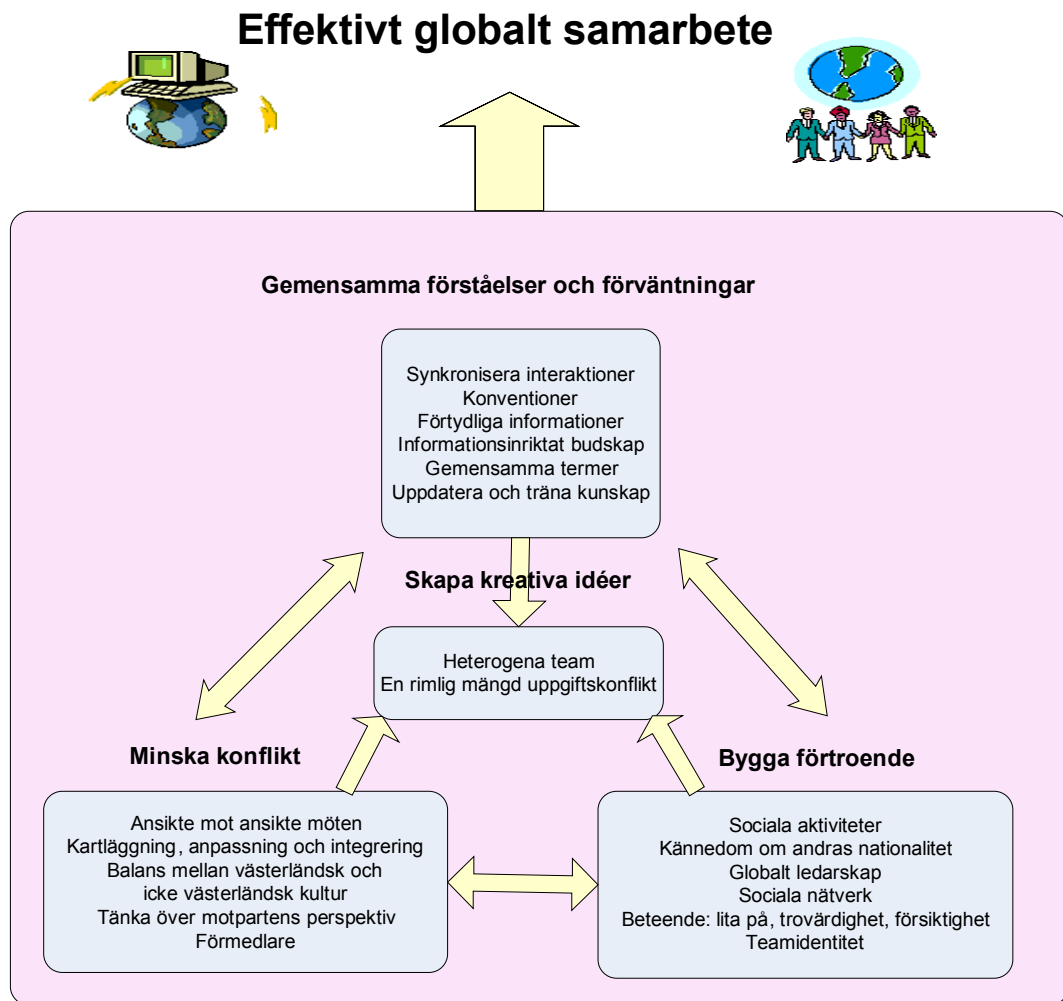 Effektivt globalt samarbete
Gemensamma förståelser och förväntningar
Synkronisera interaktioner
Konventioner
Förtydliga informationer
Informationsinriktat budskap
Gemensamma termer
Uppdatera och träna kunskap
Skapa kreativa idéer
Heterogena team
En rimlig mängd uppgiftskonflikt
Minska konflikt
Ansikte mot ansikte möten
Kartläggning, anpassning och integrering
Balans mellan västerländsk och
icke västerländsk kultur
Tänka över motpartens perspektiv
Förmedlare
Bygga förtroende
Sociala aktiviteter
Kännedom om andras nationalitet
Globalt ledarskap
Sociala nätverk
Beteende: lita på, trovärdighet, försiktighet
Teamidentitet